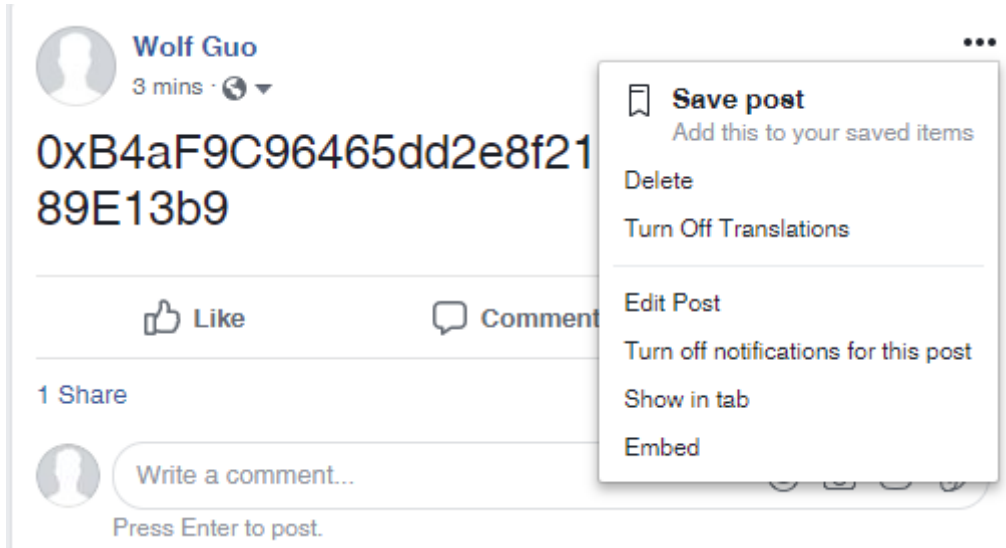 Wolf Guo
3 mins ·
0xB4aF9C96465dd2e8f21
89E13b9
Like
Comment
1 Share
Write a comment...
Press Enter to post.
Save post
Add this to your saved items
Delete
Turn Off Translations
Edit Post
Turn off notifications for this post
Show in tab
Embed